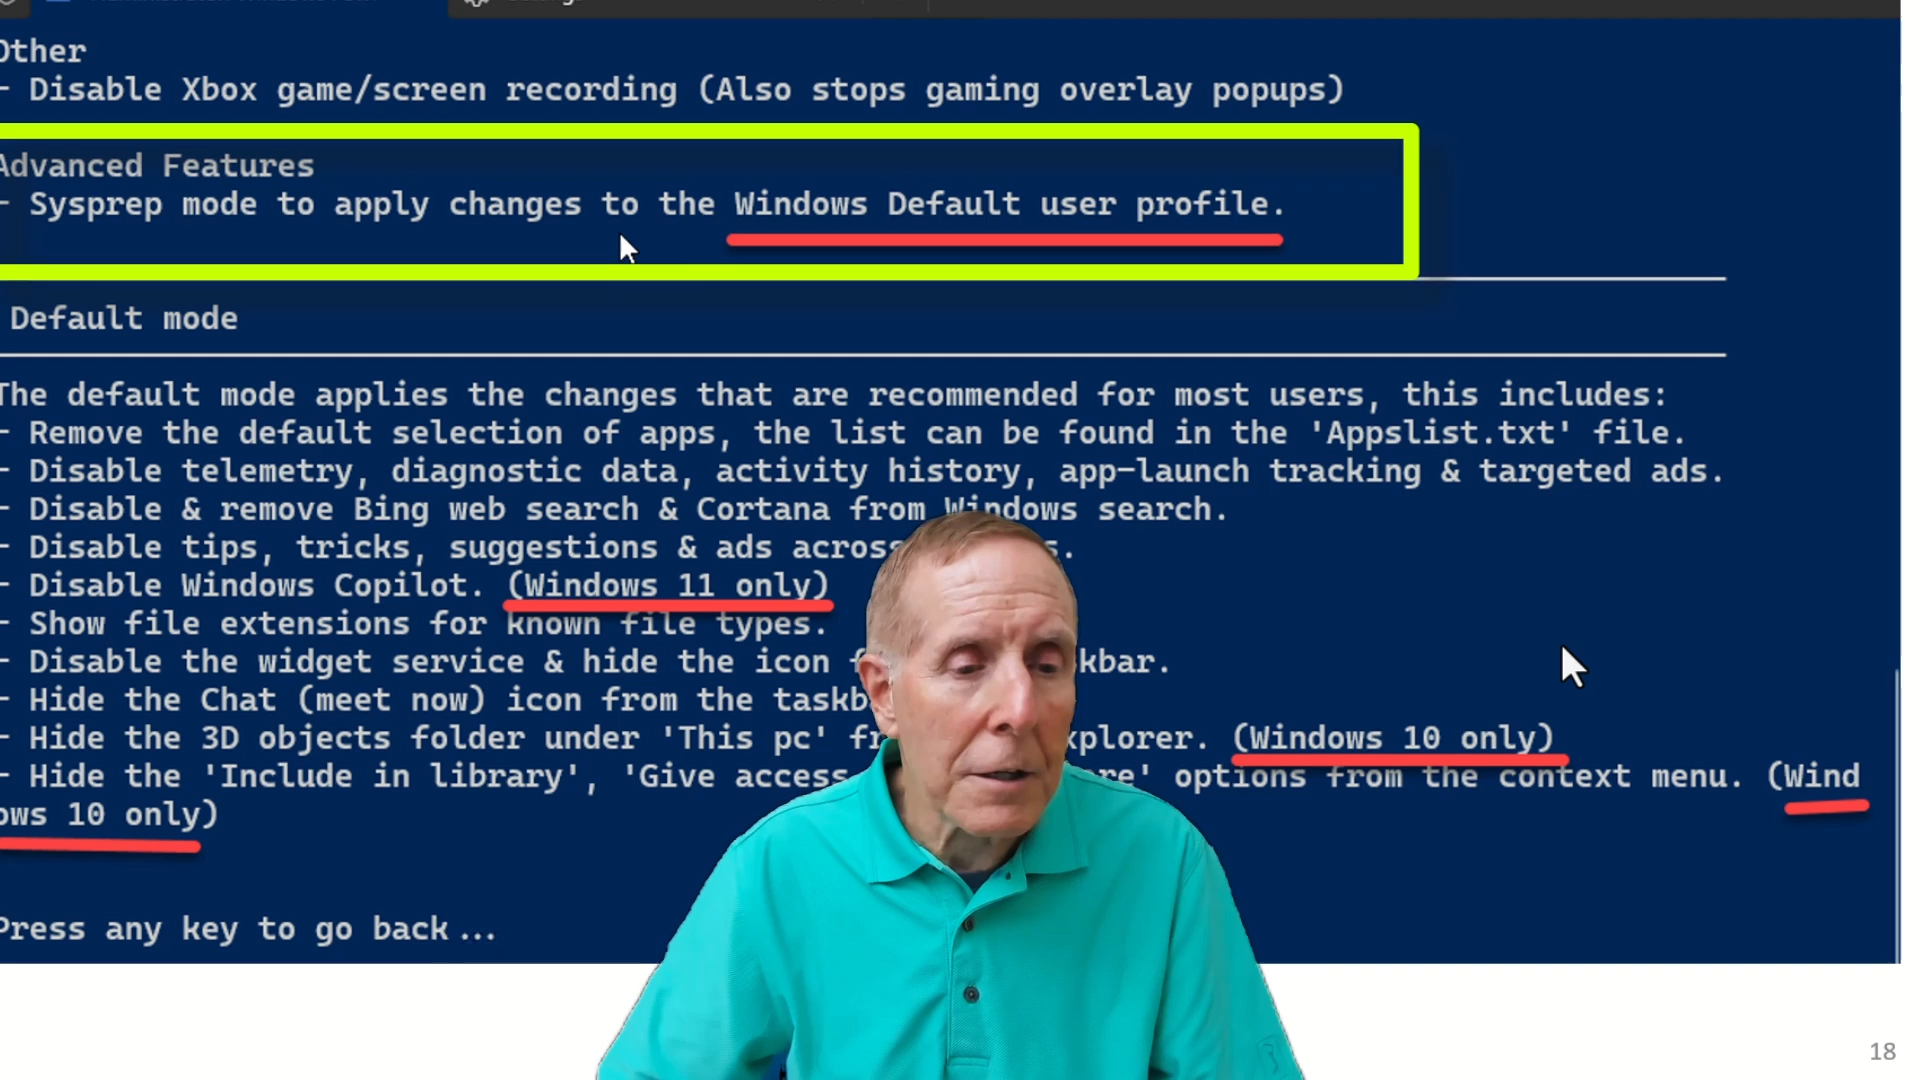 Other
- Disable Xbox game/screen recording (Also stops gaming overlay popups)
Advanced Features
- Sysprep mode to apply changes to the Windows Default user profile.
Default mode
The default mode applies the changes that are recommended for most users, this includes:
- Remove the default selection of apps, the list can be found in the 'Appslist.txt' file.
- Disable telemetry, diagnostic data, activity history, app-launch tracking & targeted ads.
- Disable & remove Bing web search & Cortana from Windows search.
- Disable tips, tricks, suggestions & ads
- Disable Windows Copilot. (Windows 11 only)
- Show file extensions for known file types.
- Disable the widget service & hide the icon
- Hide the Chat (meet now) icon from the
- Hide the 3D objects folder under 'This pc' (Windows 10 only)
- Hide the 'Include in library', 'Give access options from the context menu. (Wind
ows 10 only)
Press any key to go back...
18